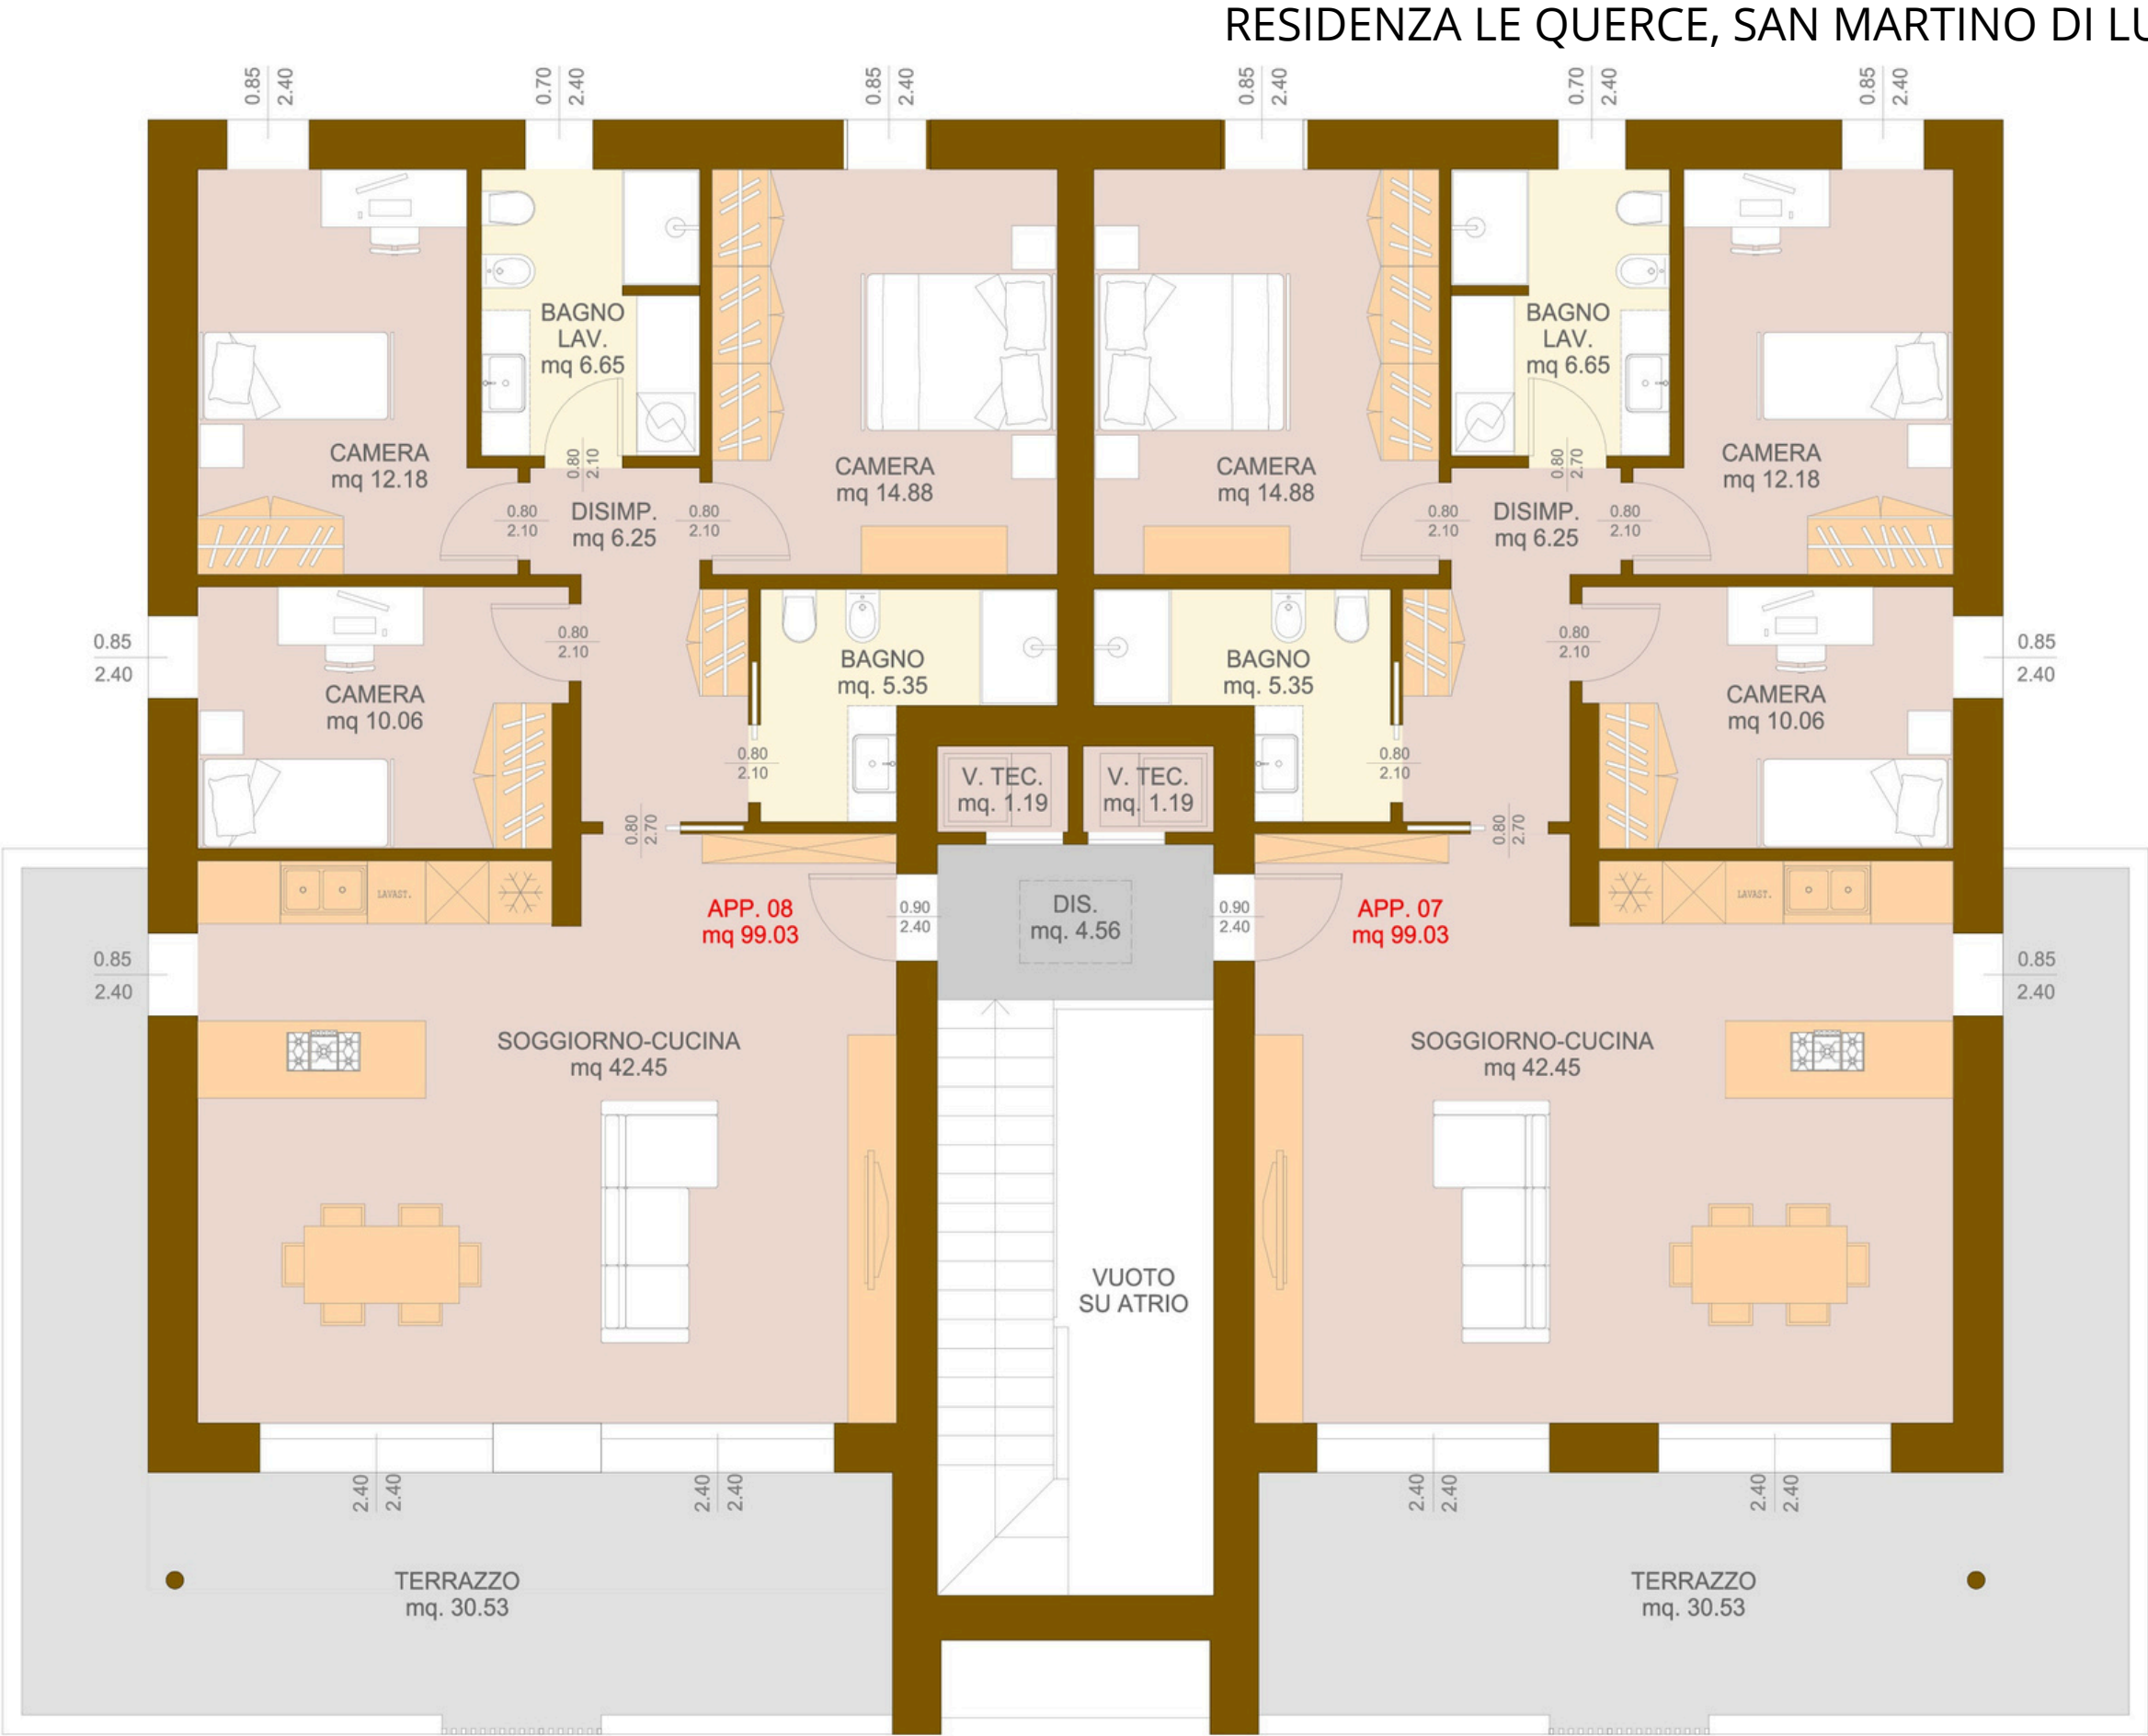 RESIDENZA LE QUERCE, SAN MARTINO DI LU
0.85
2.40
0.70
2.40
0.85
2.40
0.85
2.40
0.70
2.40
0.85
2.40
BAGNO
LAV.
mq 6.65
BAGNO
LAV.
mq 6.65
CAMERA
mq 12.18
CAMERA
mq 14.88
CAMERA
mq 14.88
CAMERA
mq 12.18
0.80
2.10
0.80
2.70
0.80
2.10
DISIMP.
mq 6.25
0.80
2.10
0.80
2.10
DISIMP.
mq 6.25
0.80
2.10
0.85
2.40
0.80
2.10
BAGNO
mq. 5.35
BAGNO
mq. 5.35
0.80
2.10
0.85
2.40
CAMERA
mq 10.06
CAMERA
mq 10.06
0.80
2.10
V. TEC.
mq. 1.19
V. TEC.
mq. 1.19
0.80
2.10
0.80
2.70
0.80
2.70
LAVAST.
LAVAST.
APP. 08
mq 99.03
0.90
2.40
DIS.
mq. 4.56
0.90
2.40
APP. 07
mq 99.03
0.85
2.40
0.85
2.40
SOGGIORNO-CUCINA
mq 42.45
SOGGIORNO-CUCINA
mq 42.45
VUOTO
SU ATRIO
2.40
2.40
2.40
2.40
2.40
2.40
2.40
2.40
TERRAZZO
mq. 30.53
TERRAZZO
mq. 30.53